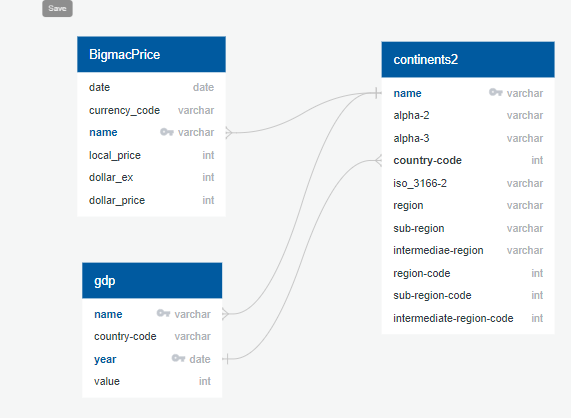 Save
BigmacPrice
date date
currency_code varchar
name varchar
local_price int
dollar_ex int
dollar_price int
continents2
name varchar
alpha-2 varchar
alpha-3 varchar
country-code int
iso_3166-2 varchar
region varchar
sub-region varchar
intermediae-region varchar
region-code int
sub-region-code int
intermediate-region-code int
gdp
name varchar
country-code varchar
year date
value int